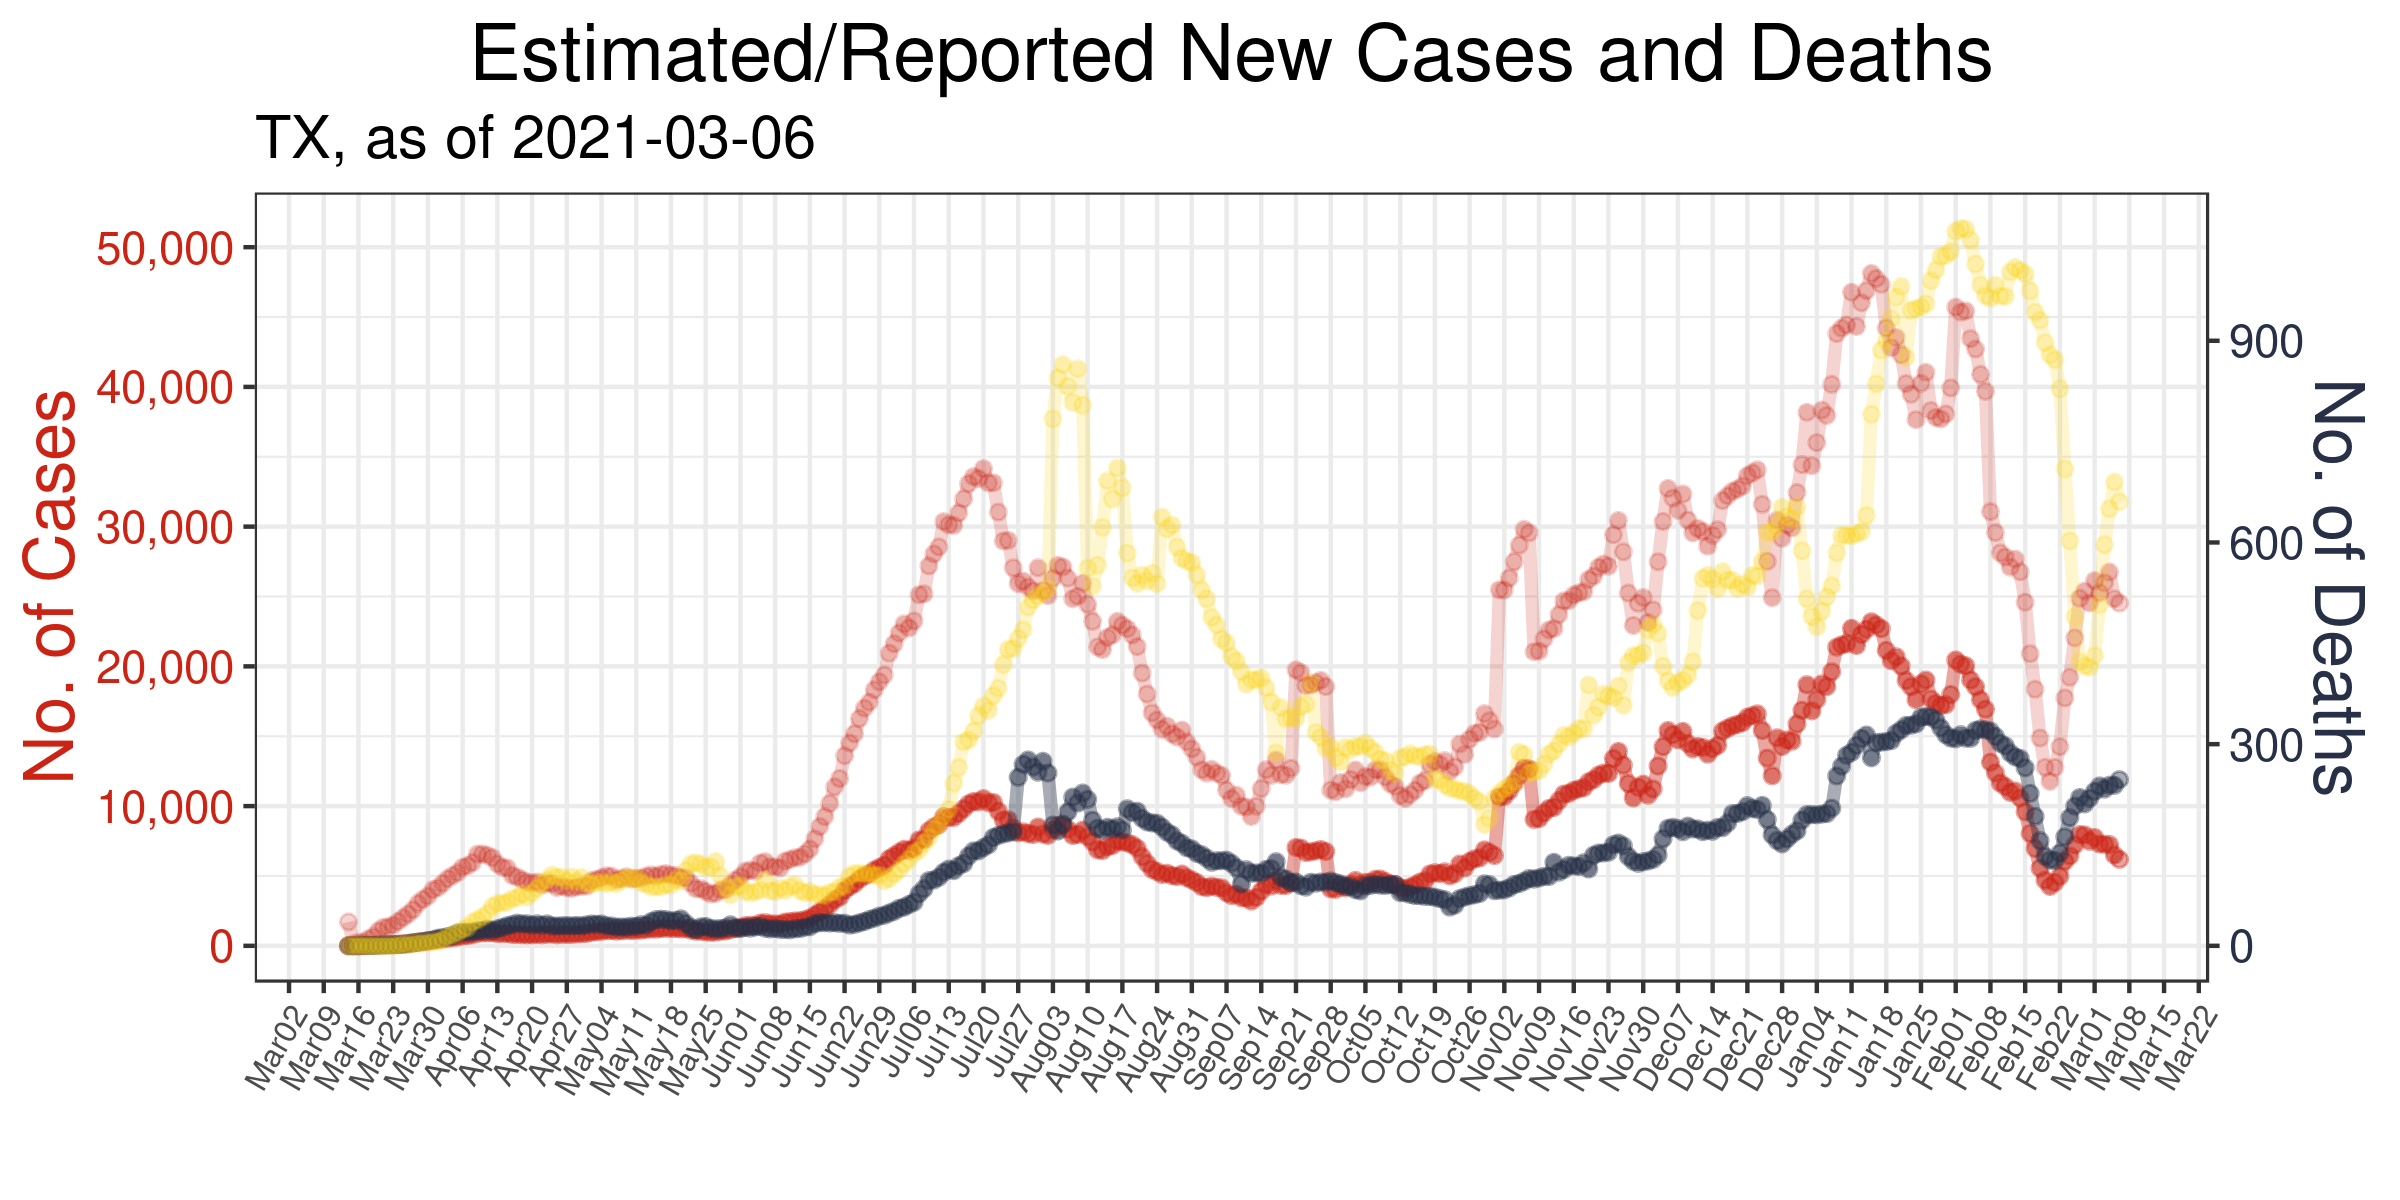 Estimated/Reported New Cases and Deaths
TX, as of 2021-03-06
No. of Cases
50,000
40,000
30,000
20,000
10,000
0
900
600
300
0
No. of Deaths
Mar02 Mar09 Mar16 Mar23 Mar30 Apr06 Apr13 Apr20 Apr27 May04 May11 May18 May25 Jun01 Jun08 Jun15 Jun22 Jun29 Jul06 Jul13 Jul20 Jul27 Aug03 Aug10 Aug17 Aug24 Aug31 Sep07 Sep14 Sep21 Sep28 Oct05 Oct12 Oct19 Oct26 Nov02 Nov09 Nov16 Nov23 Nov30 Dec07 Dec14 Dec21 Dec28 Jan04 Jan11 Jan18 Jan25 Feb01 Feb08 Feb15 Feb22 Mar01 Mar08 Mar15 Mar22